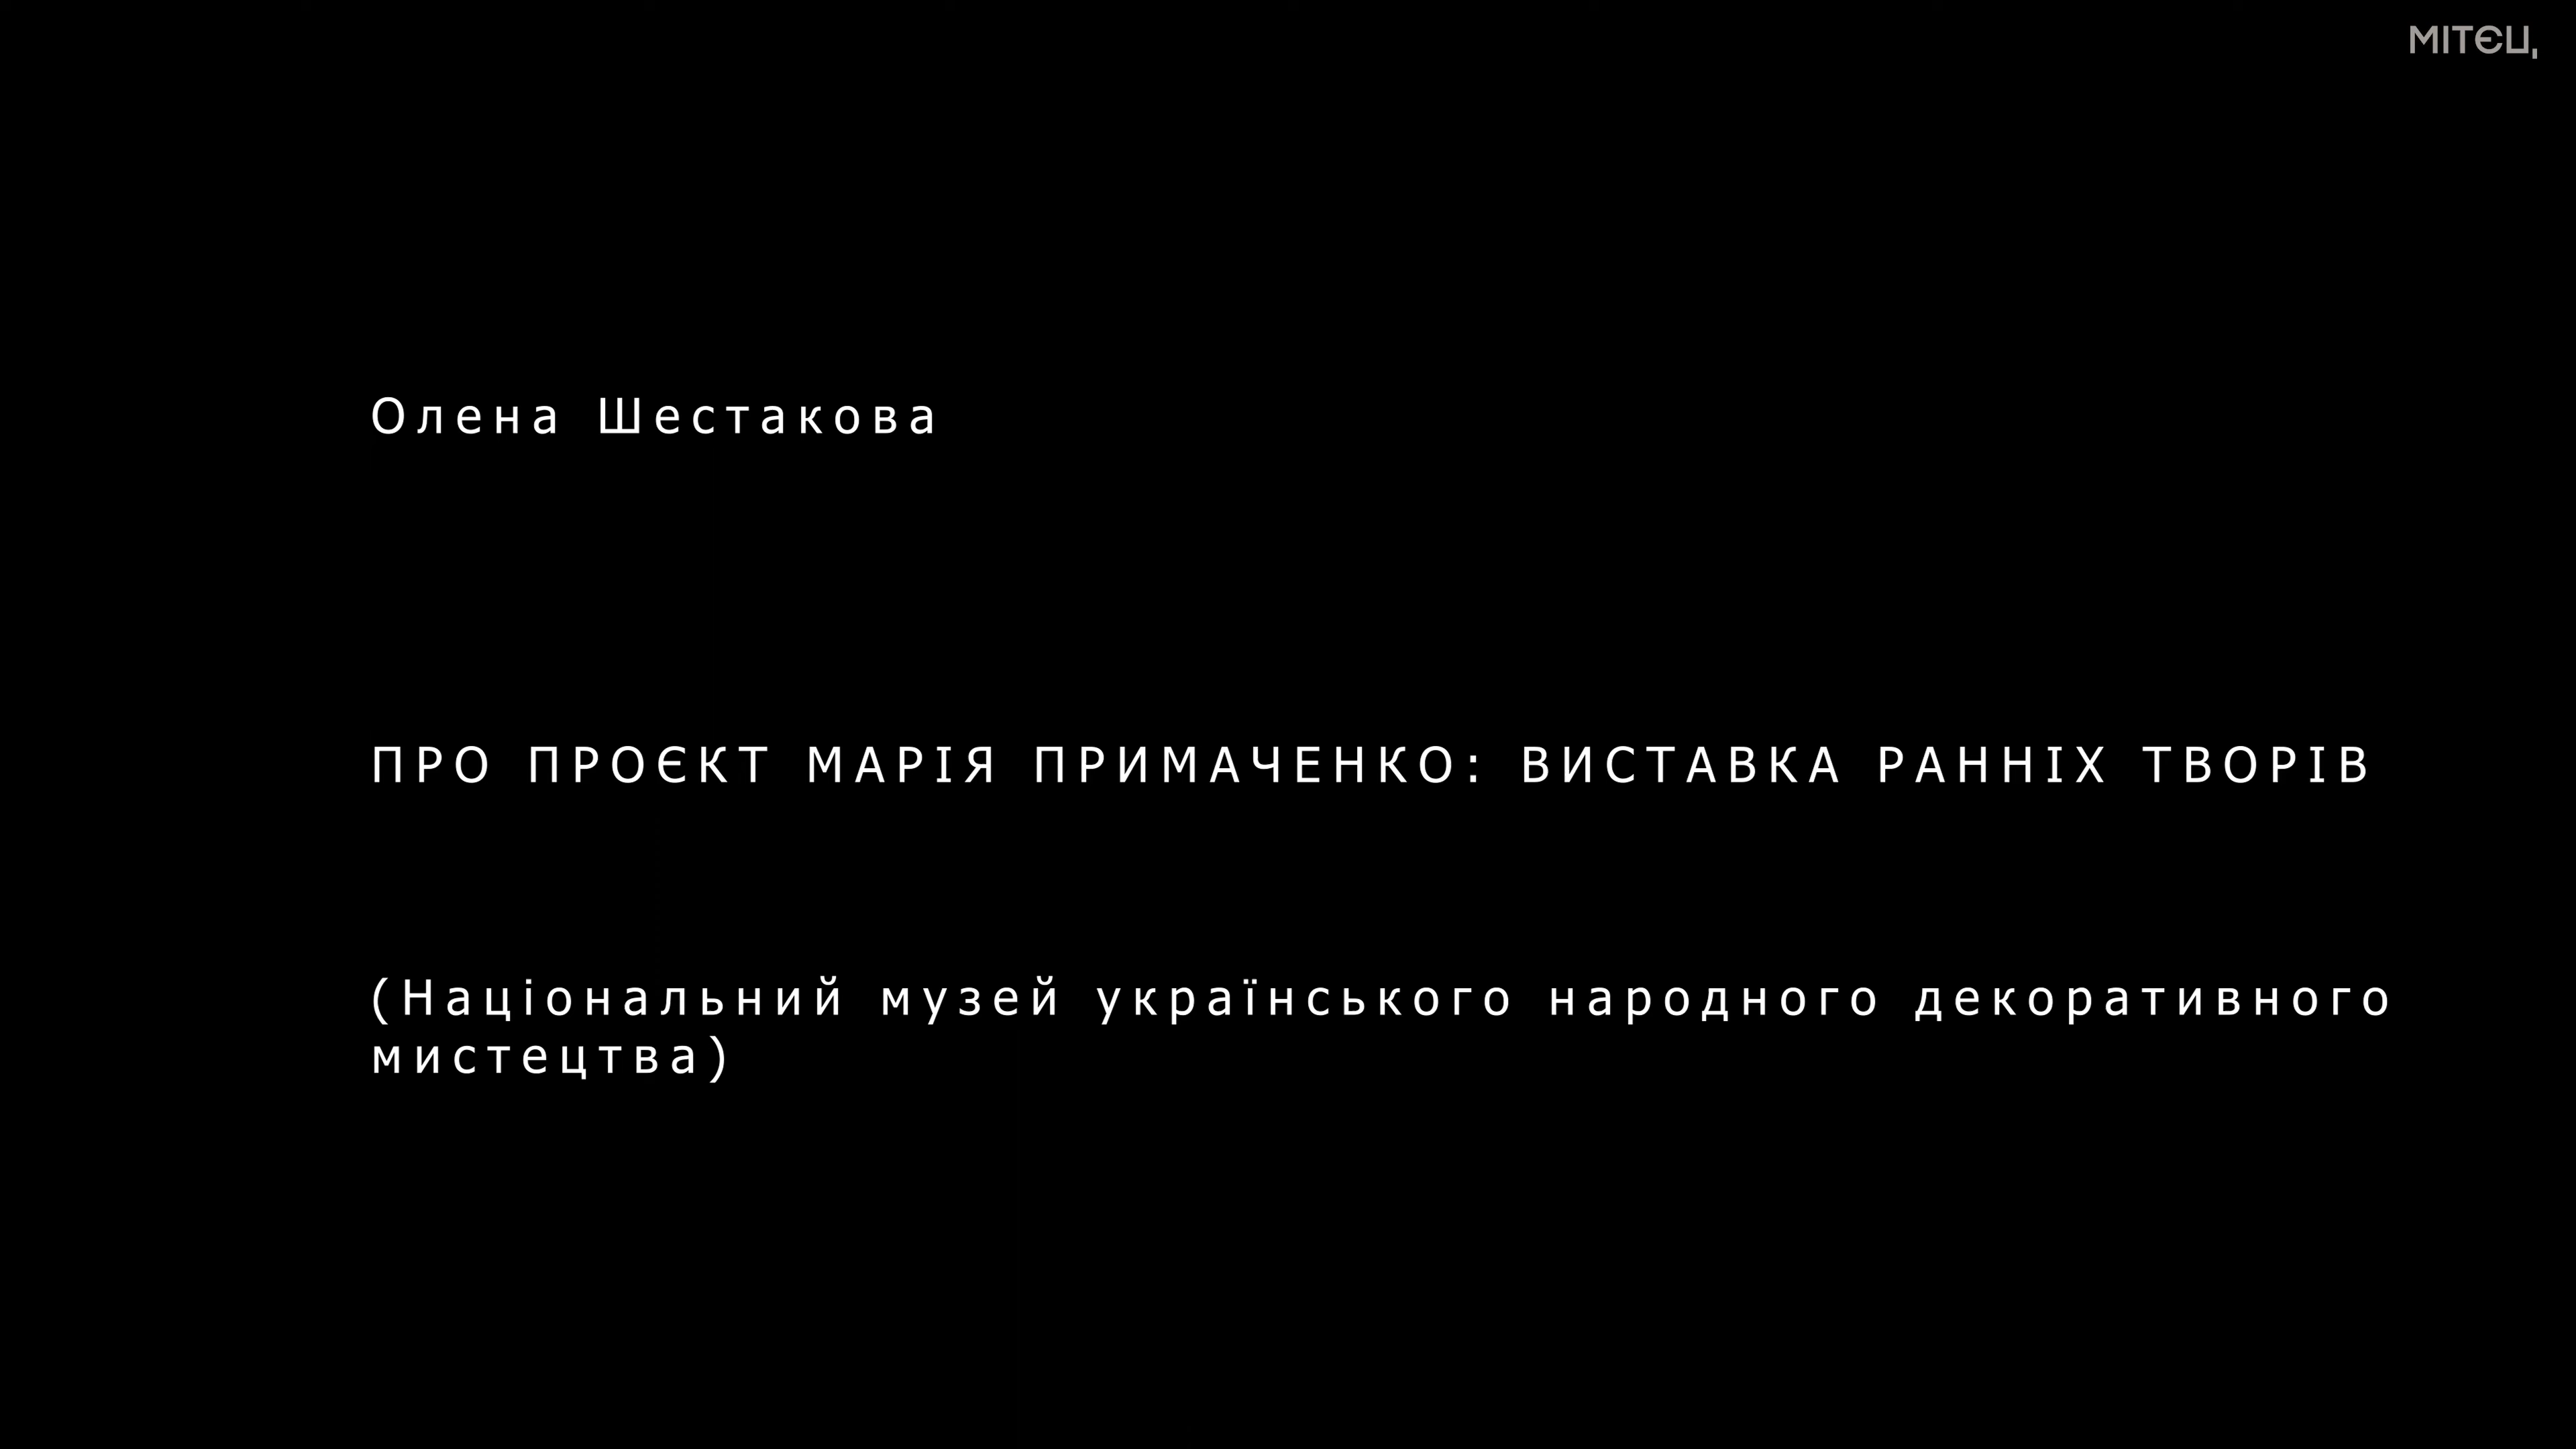 МІТЄЦ
Олена Шестакова
ПРО ПРОЄКТ МАРІЯ ПРИМАЧЕНКО: ВИСТАВКА РАННІХ ТВОРІВ
(Національний музей українського народного декоративного
мистецтва)